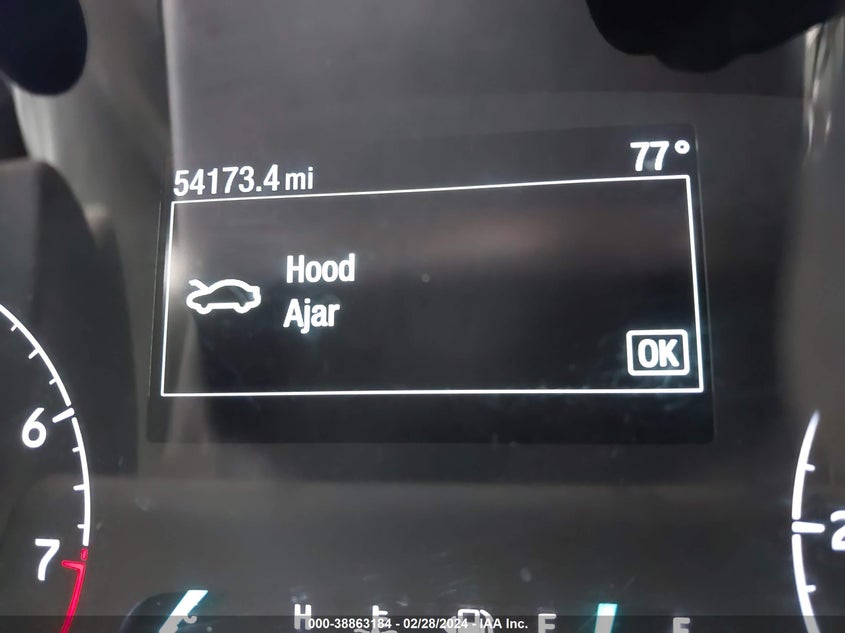 77°
54173.4 mi
Hood
Ajar
OK
6
7
2
H
E
F
000-38863184 - 02/28/2024 - IAA Inc.